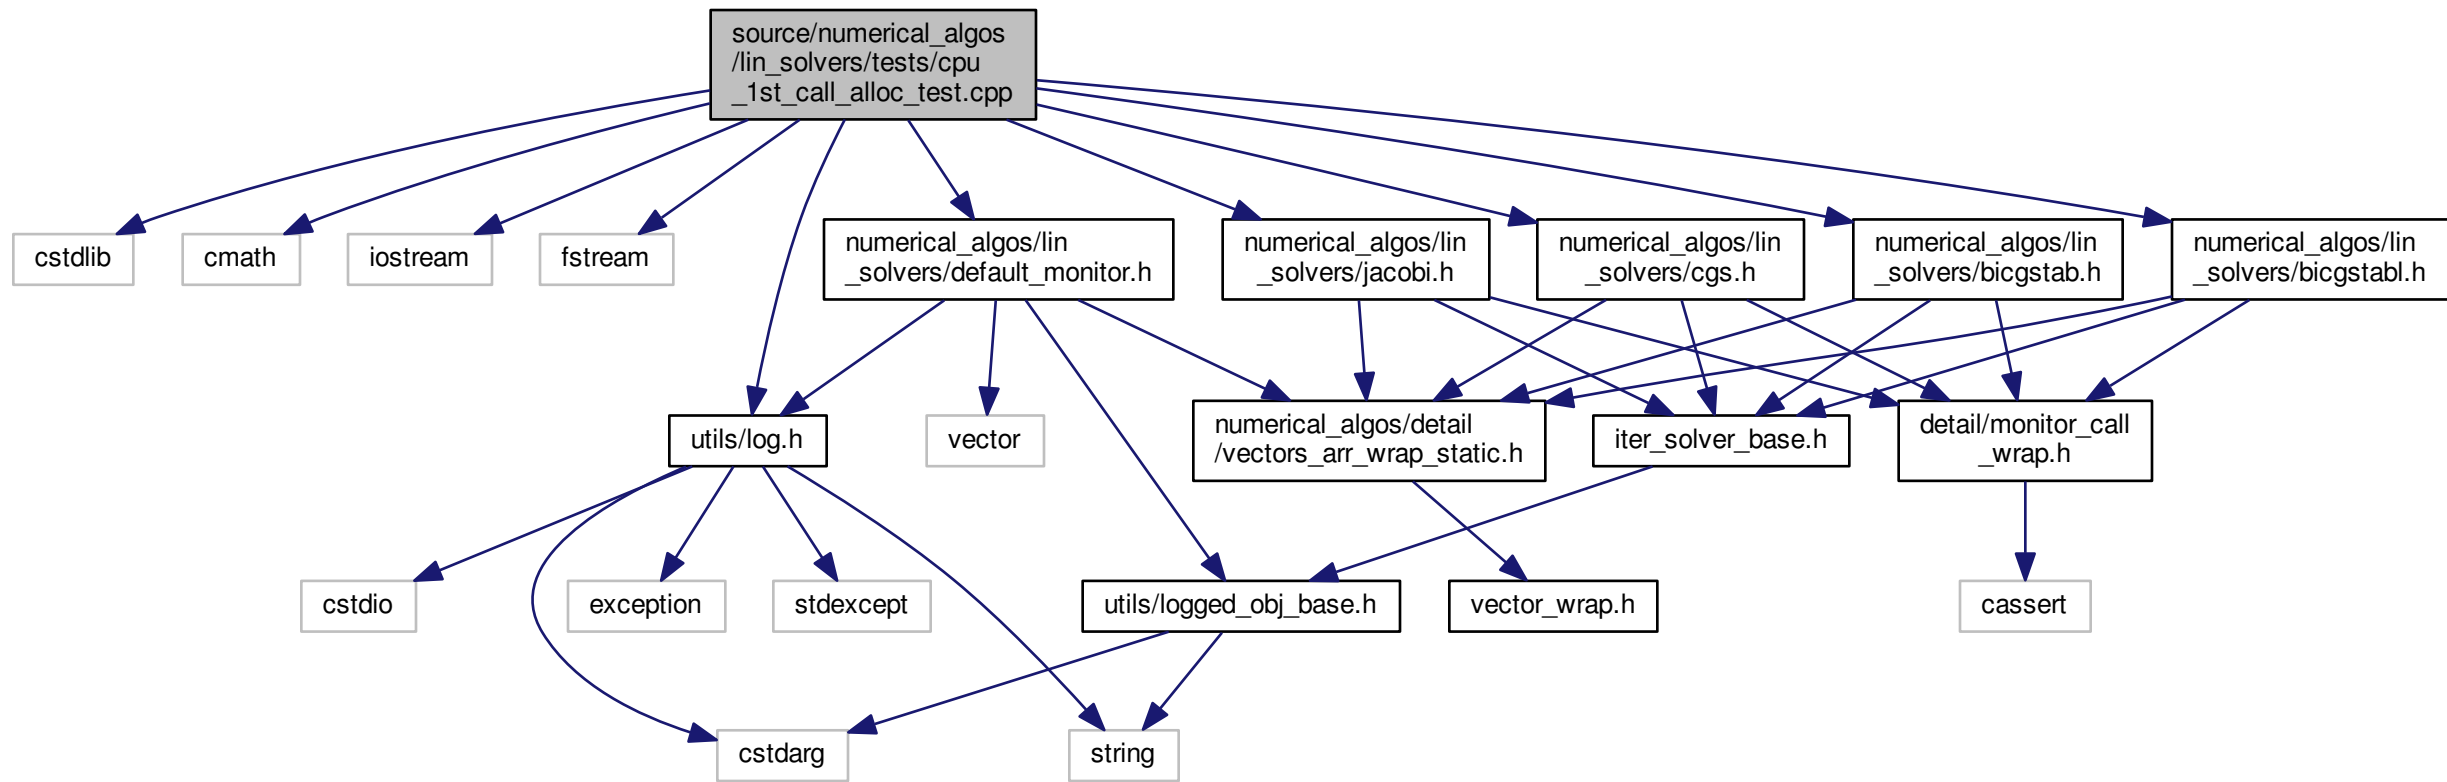 source/numerical_algos
/lin_solvers/tests/cpu
_1st_call_alloc_test.cpp
cstdlib
cmath
iostream
fstream
numerical_algos/lin
_solvers/default_monitor.h
numerical_algos/lin
_solvers/jacobi.h
numerical_algos/lin
_solvers/cgs.h
numerical_algos/lin
_solvers/bicgstab.h
numerical_algos/lin
_solvers/bicgstabl.h
utils/log.h
vector
numerical_algos/detail
/vectors_arr_wrap_static.h
iter_solver_base.h
detail/monitor_call
_wrap.h
cstdio
exception
stdexcept
utils/logged_obj_base.h
vector_wrap.h
cassert
cstdarg
string